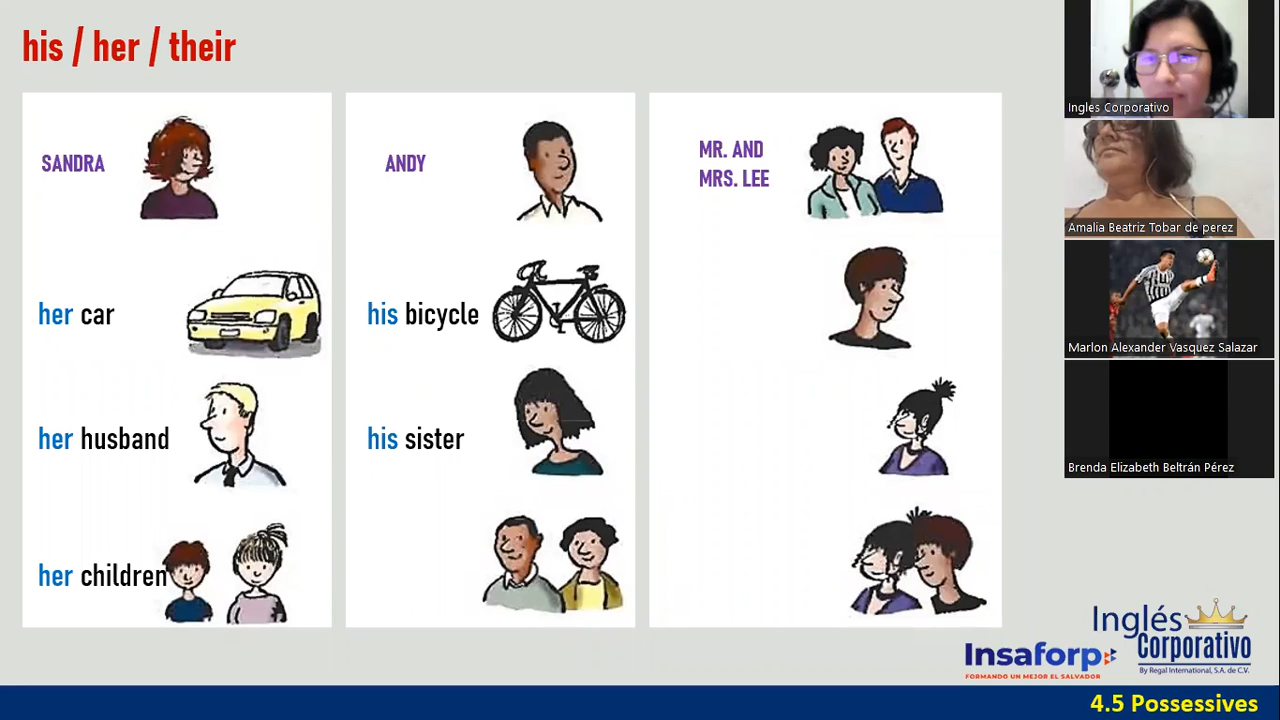 his / her / their
SANDRA
her car
her husband
her children
ANDY
his bicycle
his sister
MR. AND
MRS. LEE
Ingles Corporativo
Amalia Beatriz Tobar de perez
Marlon Alexander Vasquez Salazar
Brenda Elizabeth Beltrán Pérez
Insaforp
FORMANDO UN MEJOR EL SALVADOR
Inglés
Corporativo
By Regal International, S.A. de C.V.
4.5 Possessives